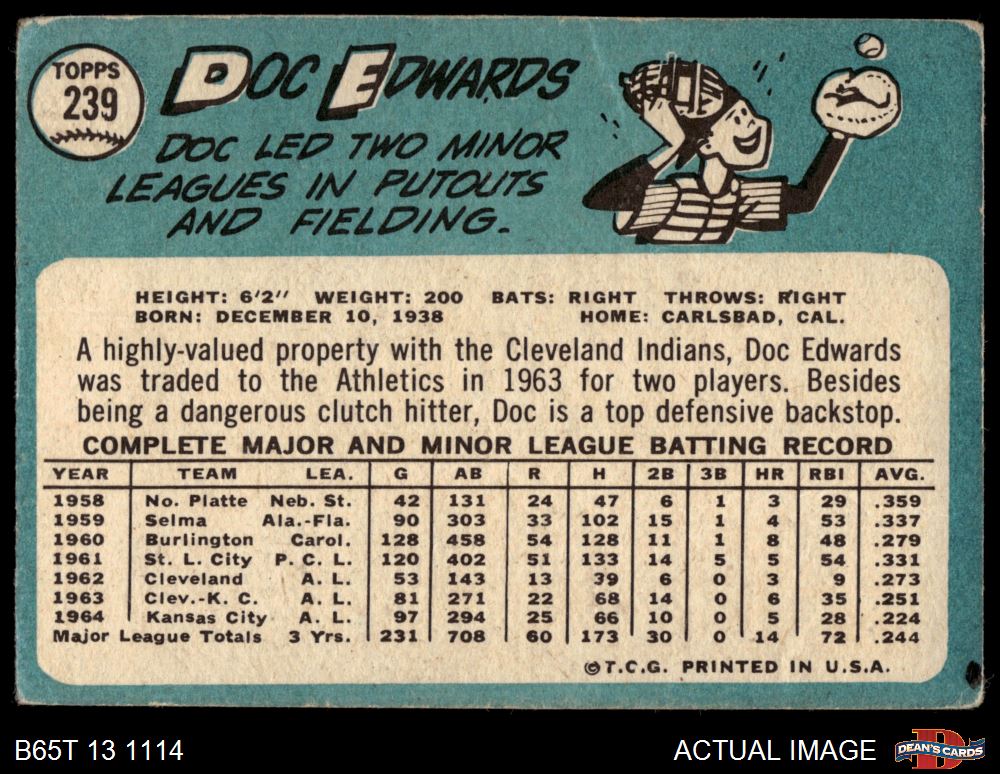 TOPPS
239
DOC EDWARDS
DOC LED TWO MINOR
LEAGUES IN PUTOUTS
AND FIELDING.
HEIGHT: 6'2" WEIGHT: 200 BATS: RIGHT THROWS: RIGHT
BORN: DECEMBER 10, 1938 HOME: CARLSBAD, CAL.
A highly-valued property with the Cleveland Indians, Doc Edwards
was traded to the Athletics in 1963 for two players. Besides
being a dangerous clutch hitter, Doc is a top defensive backstop.
COMPLETE MAJOR AND MINOR LEAGUE BATTING RECORD
YEAR TEAM LEA. G AB R H 2B 3B HR RBI AVG.
1958 No. Platte Neb. St. 42 131 24 47 6 1 3 29 .359
1959 Selma Ala.-Fla. 90 303 33 102 15 1 4 53 .337
1960 Burlington Carol. 128 458 54 128 11 1 8 48 .279
1961 St. L. City P. C. L. 120 402 51 133 14 5 5 54 .331
1962 Cleveland A. L. 53 143 13 39 6 0 3 9 .273
1963 Clev.-K. C. A. L. 81 271 22 68 14 0 6 35 .251
1964 Kansas City A. L. 97 294 25 66 10 0 5 28 .224
Major League Totals 3 Yrs. 231 708 60 173 30 0 14 72 .244
©T.C.G. PRINTED IN U.S.A.
B65T 13 1114
ACTUAL IMAGE
DEAN'S CARDS